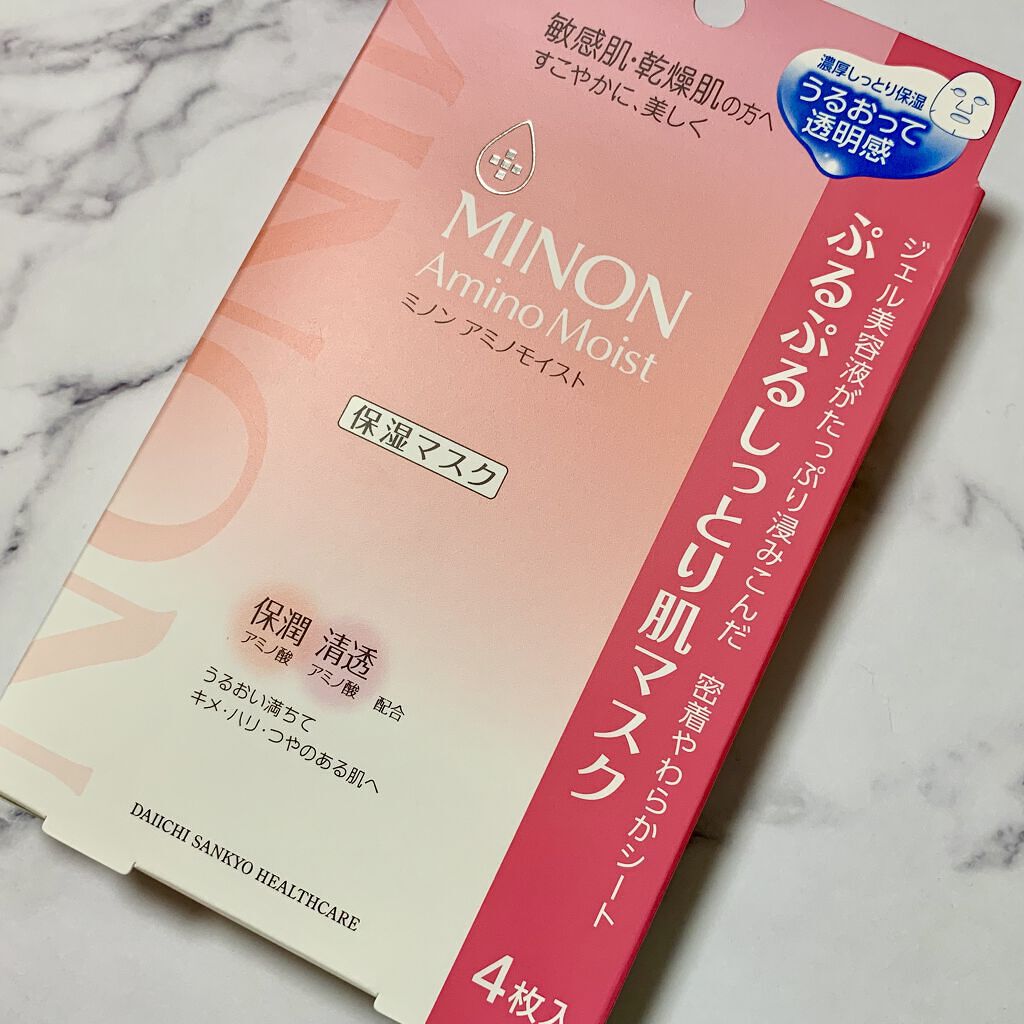 敏感肌・乾燥肌の方へ
すこやかに、美しく
濃厚しっとり保湿
うるおって
透明感
MINON
Amino Moist
ミノン アミノモイスト
保湿マスク
ジェル美容液がたっぷり浸みこんだ 密着やわらかシート
ぷるぷるしっとり肌マスク
保潤 清透
アミノ酸 アミノ酸 配合
うるおい満ちて
キメ・ハリ・つやのある肌へ
DAIICHI SANKYO HEALTHCARE
4枚入
MINON